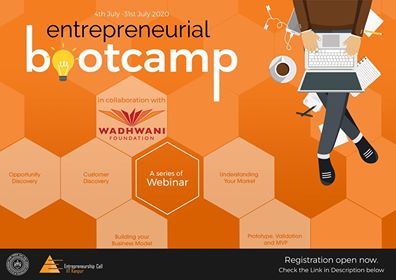 4th July -31st July 2020
entrepreneurial
bootcamp
in collaboration with
WADHWANI
FOUNDATION
Opportunity
Discovery
Customer
Discovery
A series of
Webinar
Understanding
Your Market
Building your
Business Model
Prototype, Validation
and MVP
Entrepreneurship Cell
IIT Kanpur
Registration open now.
Check the Link in Description below